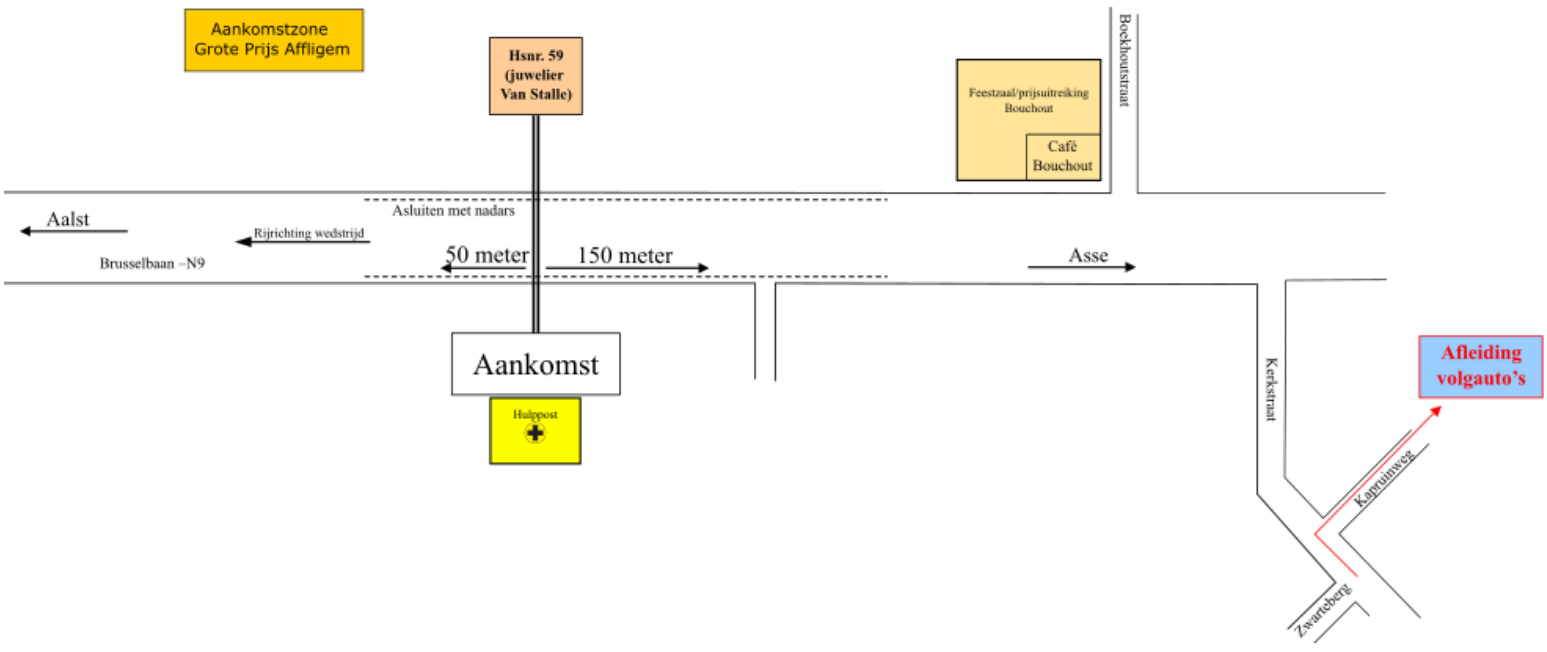 Aankomstzone
Grote Prijs Affligem
Hsnr. 59
(juwelier
Van Stalle)
Feestzaal/prijsuitreiking
Bouchout
Café
Bouchout
Boekhoutstraat
Aalst
Asluiten met nadars
Rijrichting wedstrijd
50 meter
150 meter
Asse
Brusselbaan –N9
Aankomst
Hulppost
Kerkstraat
Afleiding
volgauto’s
Kapruinweg
Zwarteberg